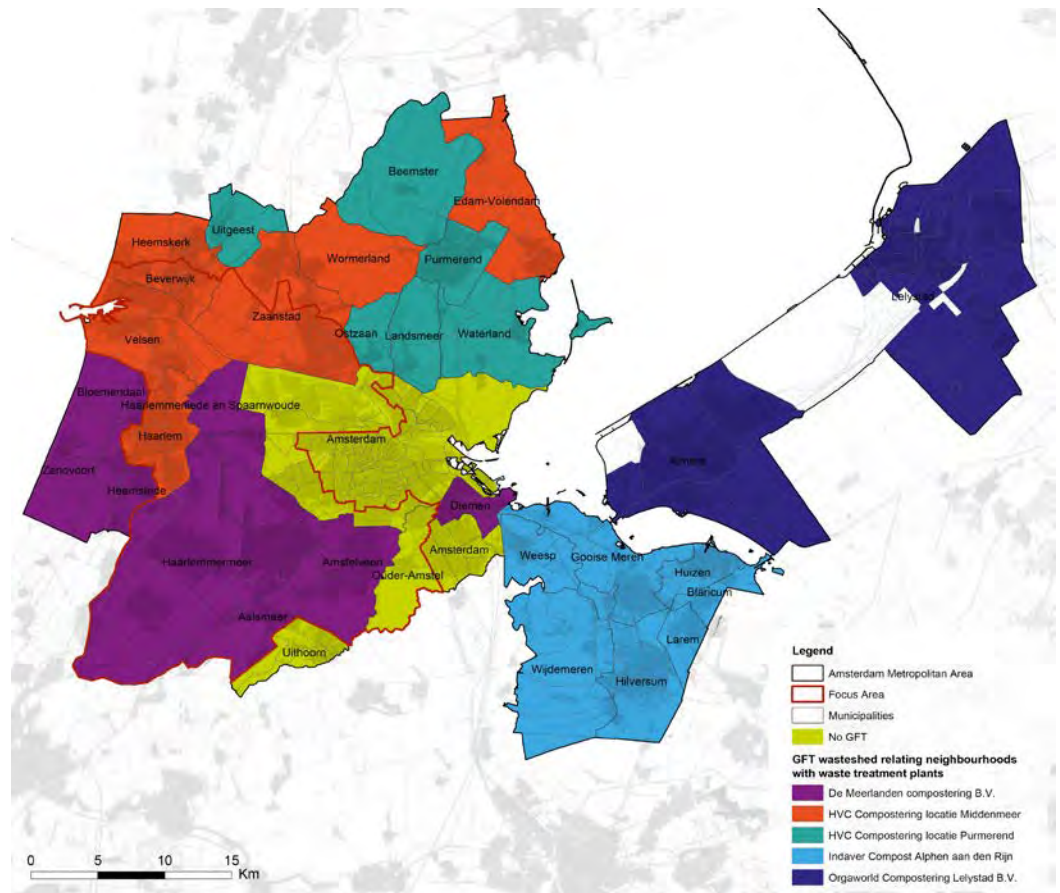 Beemster
Edam-Volendam
Uitgeest
Heemskerk
Wormerland
Purmerend
Beverwijk
Zaanstad
Ostzaan
Landsmeer
Waterland
Velsen
Lelystad
Bloemendaal
Haarlemmerliede en Spaarnwoude
Haarlem
Amsterdam
Almere
Zandvoort
Heemstede
Diemen
Haarlemmermeer
Amstelveen
Amsterdam
Weesp
Gooise Meren
Ouder-Amstel
Huizen
Blaricum
Aalsmeer
Larem
Uithoorn
Wijdemeren
Hilversum
Legend
Amsterdam Metropolitan Area
Focus Area
Municipalities
No GFT
GFT wasteshed relating neighbourhoods
with waste treatment plants
De Meerlanden compostering B.V.
HVC Compostering locatie Middenmeer
HVC Compostering locatie Purmerend
Indaver Compost Alphen aan den Rijn
Orgaworld Compostering Lelystad B.V.
0 5 10 15
Km